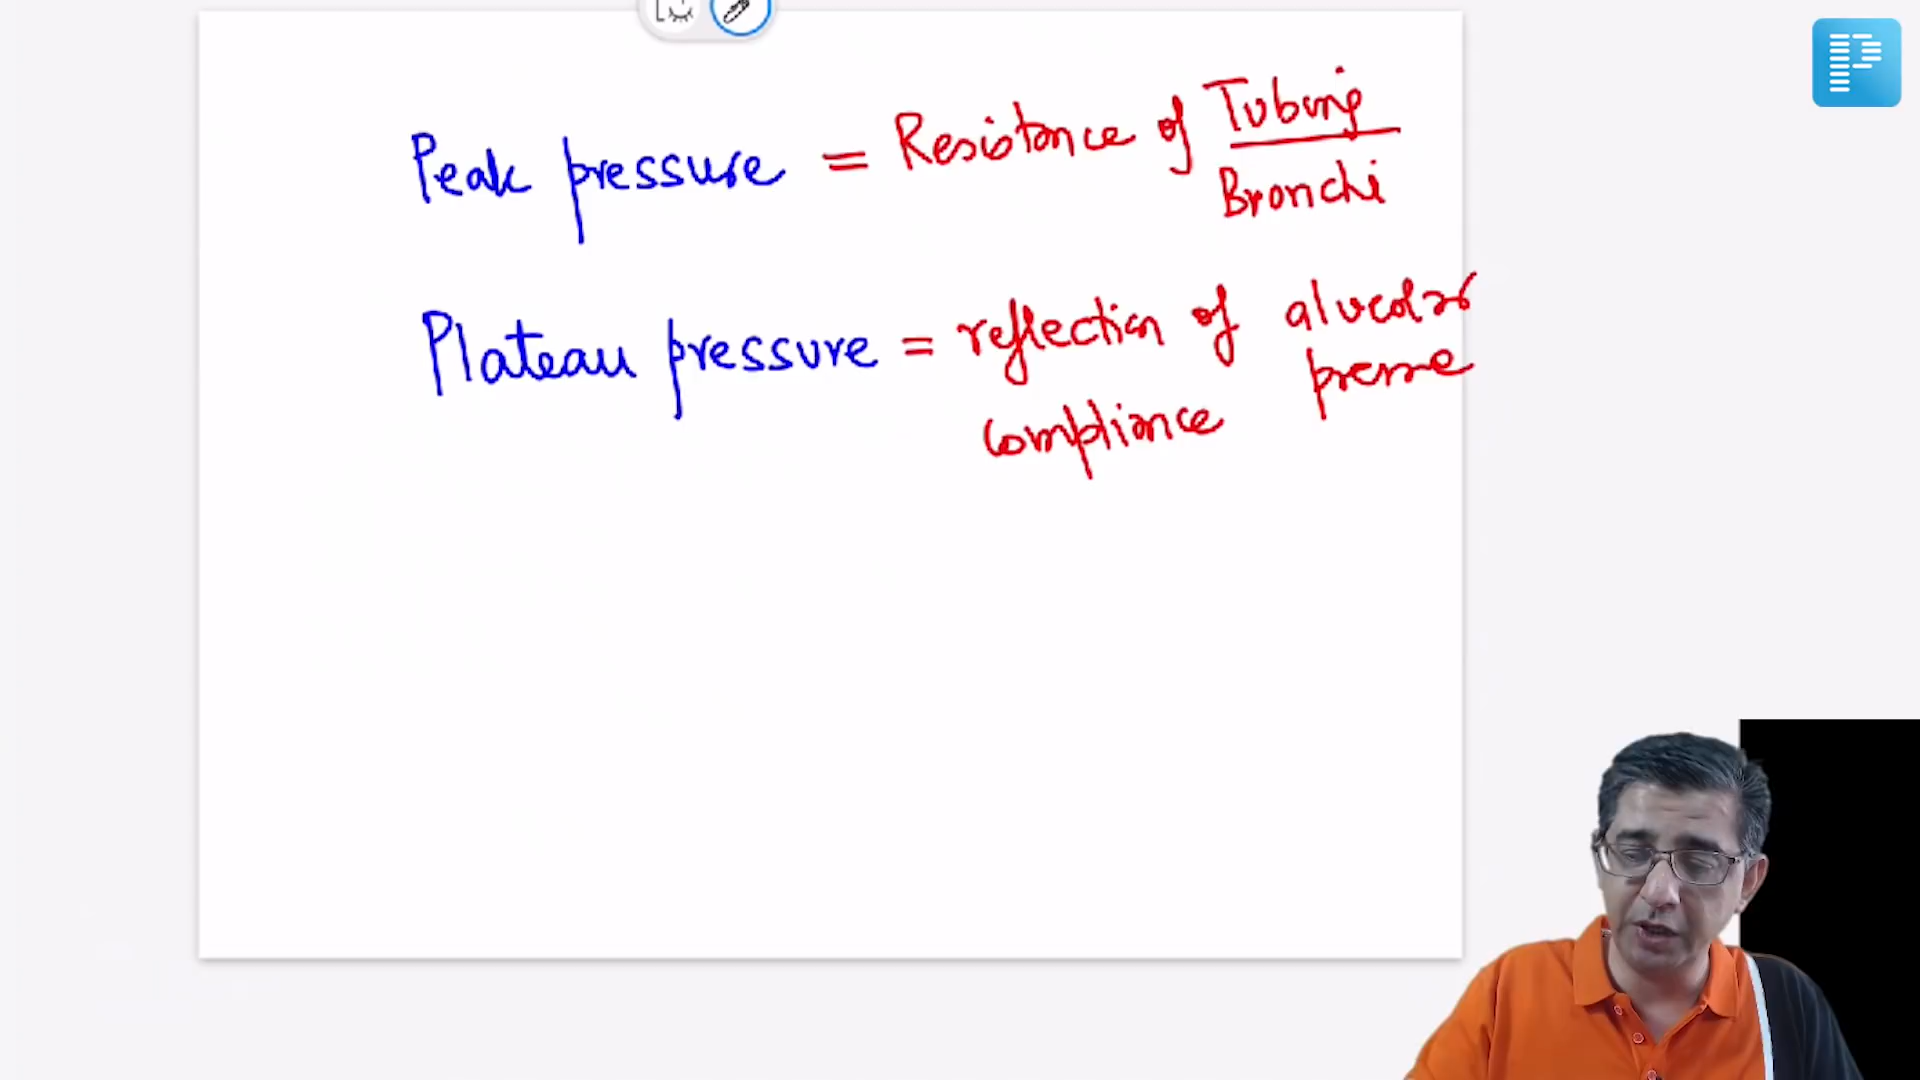 Peak pressure = Resistance of Tubing
Bronchi
Plateau pressure = reflection of alveolar
pressure
compliance